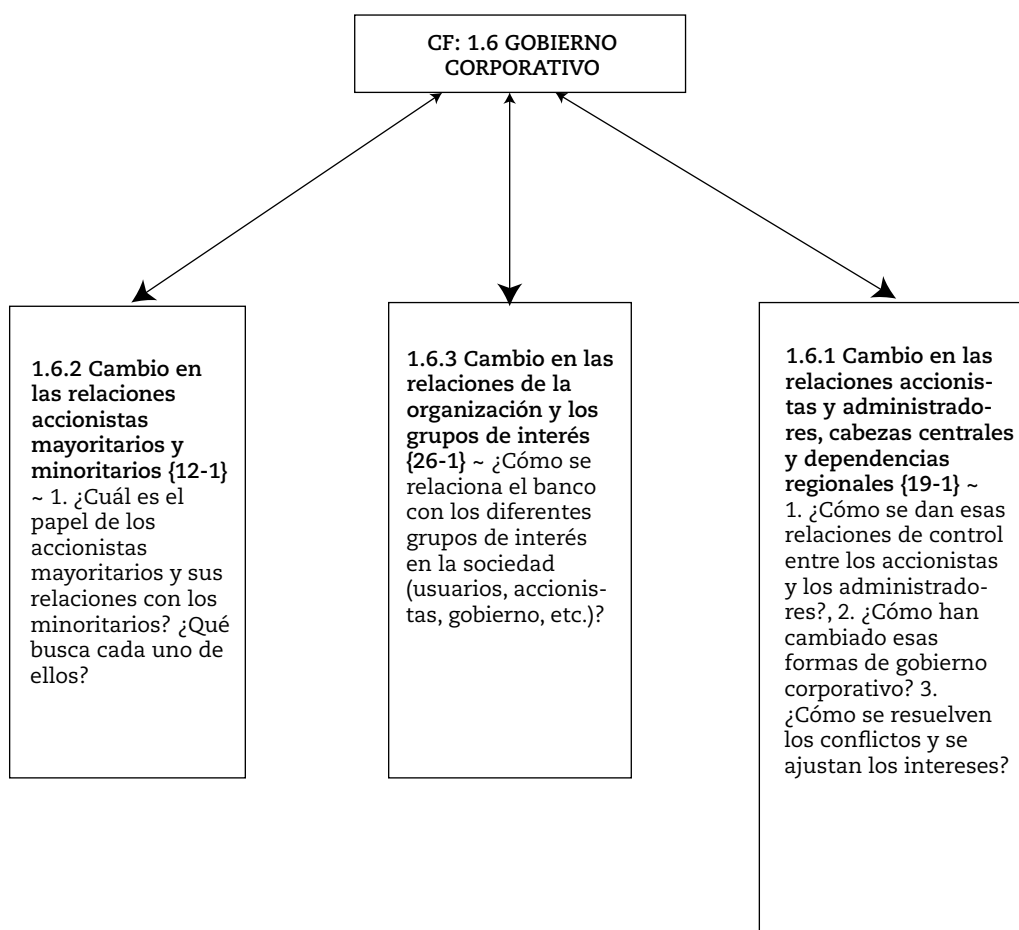 CF: 1.6 GOBIERNO
CORPORATIVO
1.6.2 Cambio en
las relaciones
accionistas
mayoritarios y
minoritarios {12-1}
~ 1. ¿Cuál es el
papel de los
accionistas
mayoritarios y sus
relaciones con los
minoritarios? ¿Qué
busca cada uno de
ellos?
1.6.3 Cambio en las
relaciones de la
organización y los
grupos de interés
{26-1} ~ ¿Cómo se
relaciona el banco
con los diferentes
grupos de interés
en la sociedad
(usuarios, accionis-
tas, gobierno, etc.)?
1.6.1 Cambio en las
relaciones accionis-
tas y administrado-
res, cabezas centrales
y dependencias
regionales {19-1} ~
1. ¿Cómo se dan esas
relaciones de control
entre los accionistas
y los administrado-
res?, 2. ¿Cómo han
cambiado esas
formas de gobierno
corporativo? 3.
¿Cómo se resuelven
los conflictos y se
ajustan los intereses?